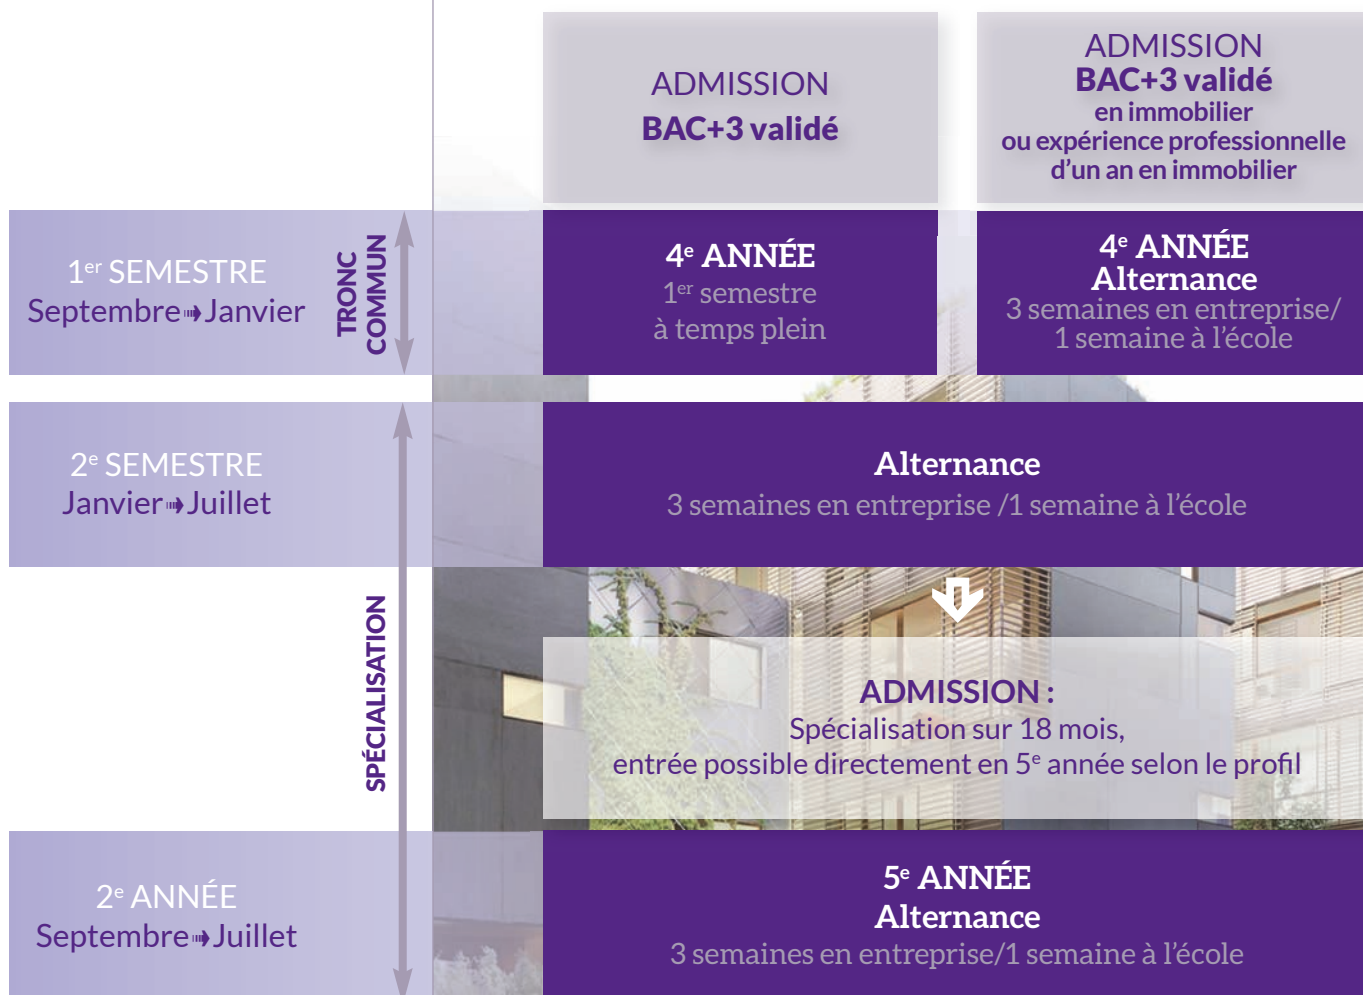 ADMISSION
BAC+3 validé
ADMISSION
BAC+3 validé
en immobilier
ou expérience professionnelle
d’un an en immobilier
1er SEMESTRE
Septembre➠Janvier
TRONC
COMMUN
4e ANNÉE
1er semestre
à temps plein
4e ANNÉE
Alternance
3 semaines en entreprise/
1 semaine à l’école
2e SEMESTRE
Janvier➠Juillet
Alternance
3 semaines en entreprise /1 semaine à l’école
SPÉCIALISATION
ADMISSION :
Spécialisation sur 18 mois,
entrée possible directement en 5e année selon le profil
2e ANNÉE
Septembre➠Juillet
5e ANNÉE
Alternance
3 semaines en entreprise/1 semaine à l’école